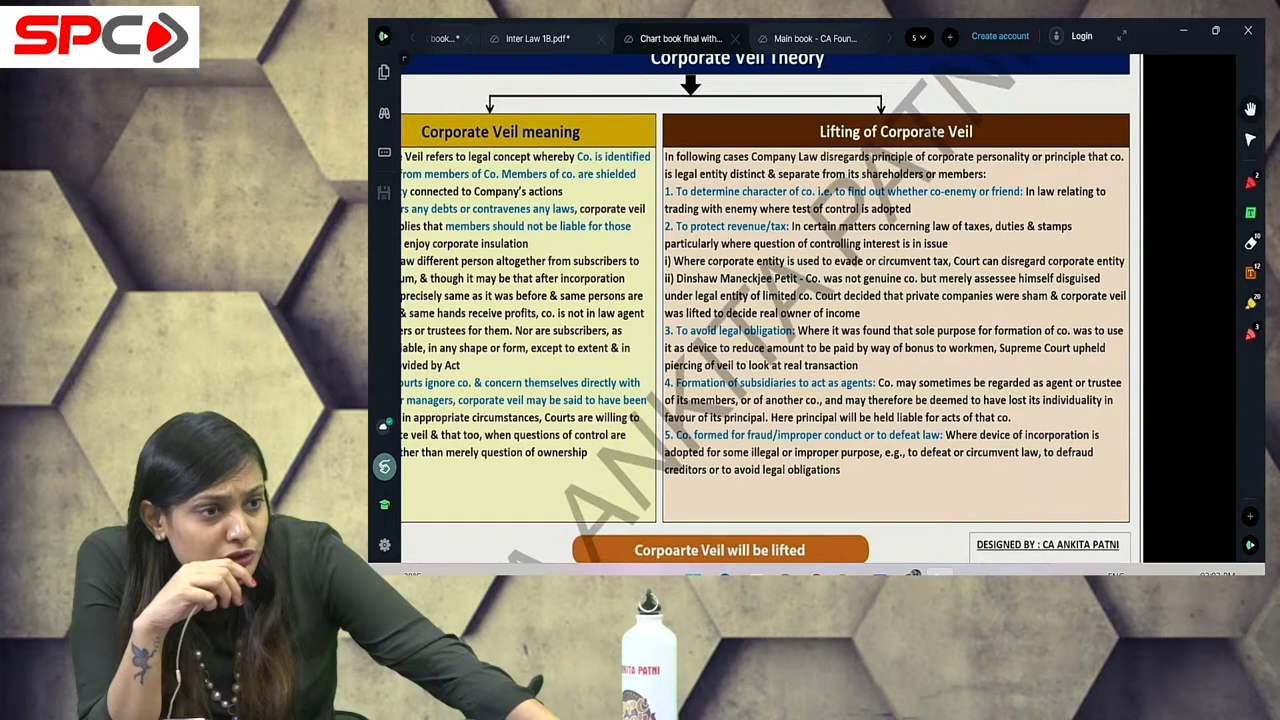 SPC
book...*
Inter Law 1B.pdf*
Chart book final with...
Main book - CA Foun...
5
Create account
Login
Corporate Veil Theory
Corporate Veil meaning
Veil refers to legal concept whereby Co. is identified
from members of Co. Members of co. are shielded
connected to Company's actions
any debts or contravenes any laws, corporate veil
that members should not be liable for those
enjoy corporate insulation
different person altogether from subscribers to
& though it may be that after incorporation
precisely same as it was before & same persons are
& same hands receive profits, co. is not in law agent
or trustees for them. Nor are subscribers, as
in any shape or form, except to extent & in
by Act
ignore co. & concern themselves directly with
managers, corporate veil may be said to have been
in appropriate circumstances, Courts are willing to
veil & that too, when questions of control are
than merely question of ownership
Lifting of Corporate Veil
In following cases Company Law disregards principle of corporate personality or principle that co.
is legal entity distinct & separate from its shareholders or members:
1. To determine character of co. i.e. to find out whether co-enemy or friend: In law relating to
trading with enemy where test of control is adopted
2. To protect revenue/tax: In certain matters concerning law of taxes, duties & stamps
particularly where question of controlling interest is in issue
i) Where corporate entity is used to evade or circumvent tax, Court can disregard corporate entity
ii) Dinshaw Maneckjee Petit - Co. was not genuine co. but merely assessee himself disguised
under legal entity of limited co. Court decided that private companies were sham & corporate veil
was lifted to decide real owner of income
3. To avoid legal obligation: Where it was found that sole purpose for formation of co. was to use
it as device to reduce amount to be paid by way of bonus to workmen, Supreme Court upheld
piercing of veil to look at real transaction
4. Formation of subsidiaries to act as agents: Co. may sometimes be regarded as agent or trustee
of its members, or of another co., and may therefore be deemed to have lost its individuality in
favour of its principal. Here principal will be held liable for acts of that co.
5. Co. formed for fraud/improper conduct or to defeat law: Where device of incorporation is
adopted for some illegal or improper purpose, e.g., to defeat or circumvent law, to defraud
creditors or to avoid legal obligations
ANKITA PATNI
Corpoarte Veil will be lifted
DESIGNED BY : CA ANKITA PATNI
PATNI